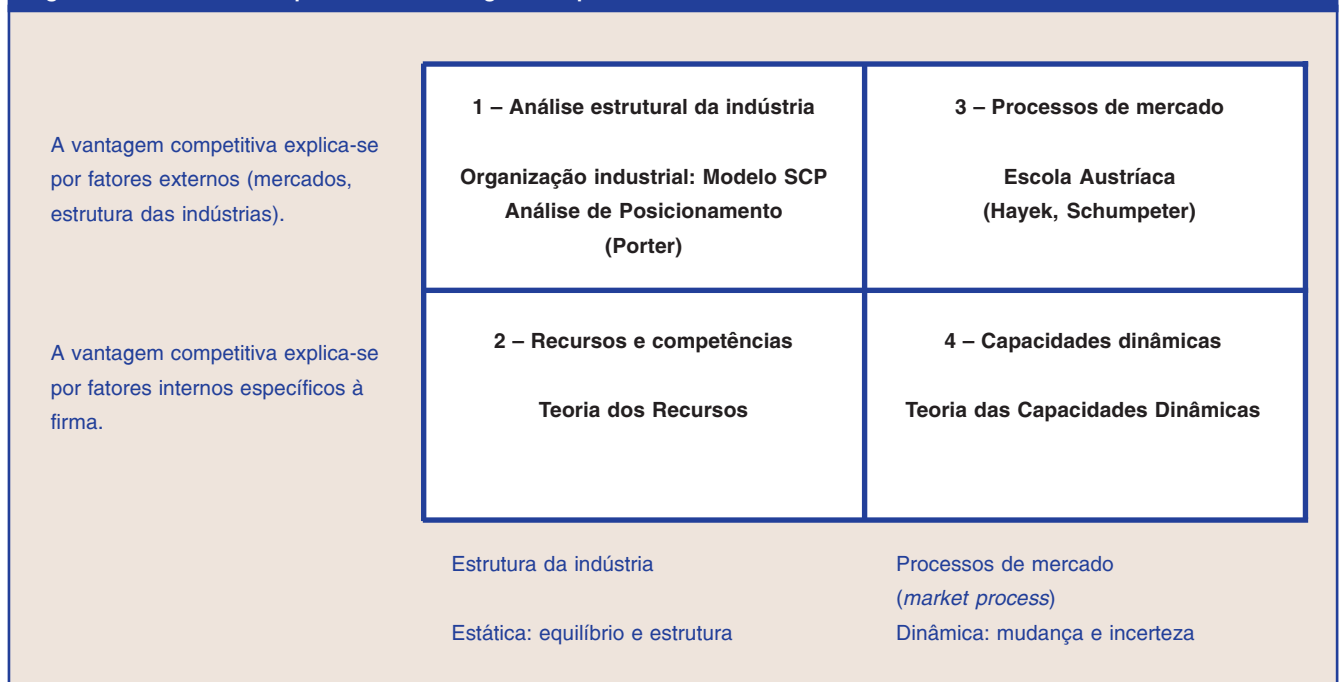 A vantagem competitiva explica-se
por fatores externos (mercados,
estrutura das indústrias).
1 – Análise estrutural da indústria
Organização industrial: Modelo SCP
Análise de Posicionamento
(Porter)
3 – Processos de mercado
Escola Austríaca
(Hayek, Schumpeter)
A vantagem competitiva explica-se
por fatores internos específicos à
firma.
2 – Recursos e competências
Teoria dos Recursos
4 – Capacidades dinâmicas
Teoria das Capacidades Dinâmicas
Estrutura da indústria
Estática: equilíbrio e estrutura
Processos de mercado
(market process)
Dinâmica: mudança e incerteza